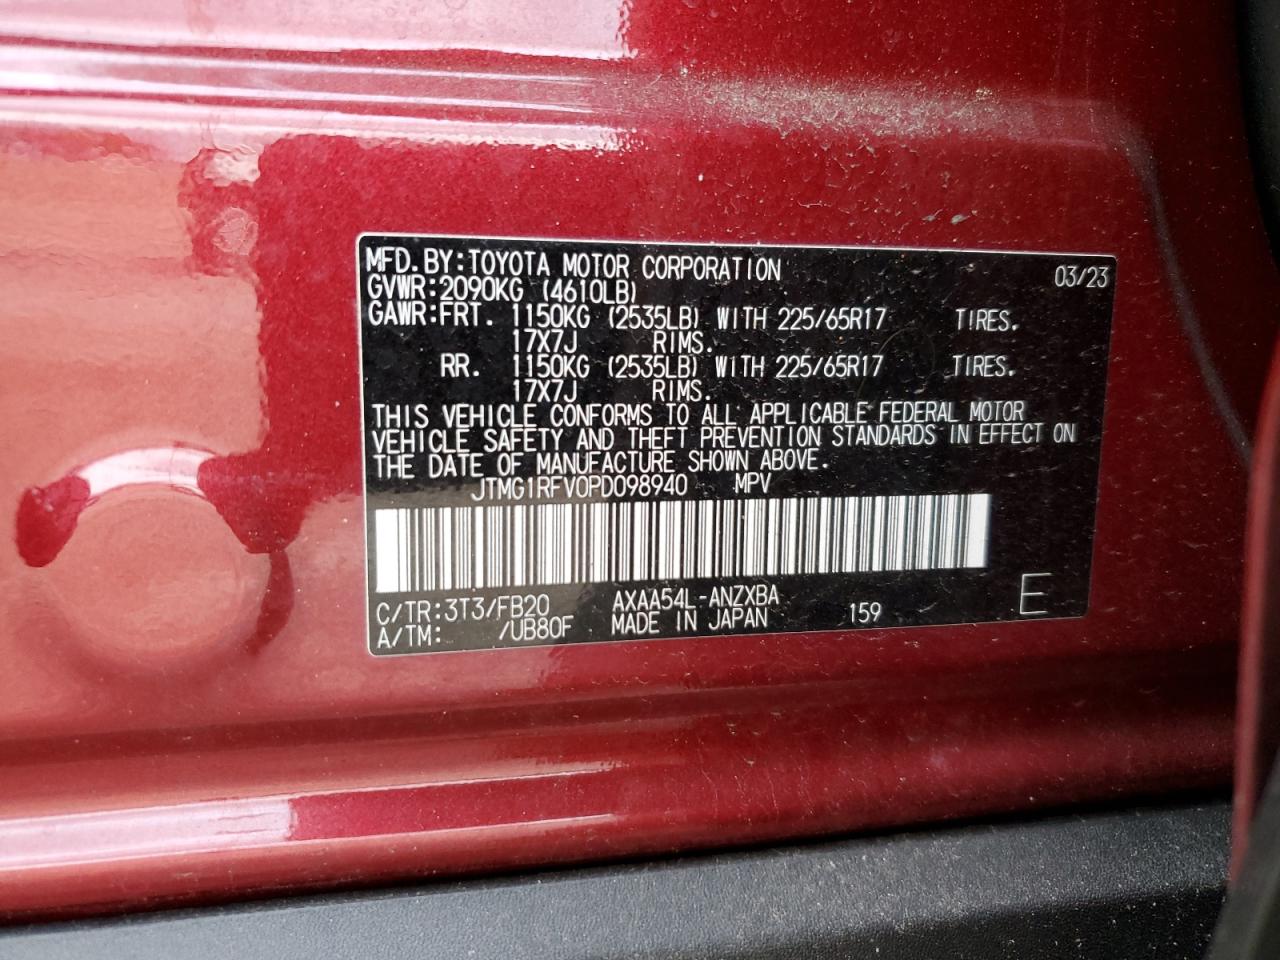 MFD.BY:TOYOTA MOTOR CORPORATION 03/23
GVWR:2090KG (4610LB)
GAWR:FRT. 1150KG (2535LB) WITH 225/65R17 TIRES.
17X7J RIMS.
RR. 1150KG (2535LB) WITH 225/65R17 TIRES.
17X7J RIMS.
THIS VEHICLE CONFORMS TO ALL APPLICABLE FEDERAL MOTOR
VEHICLE SAFETY AND THEFT PREVENTION STANDARDS IN EFFECT ON
THE DATE OF MANUFACTURE SHOWN ABOVE.
JTMG1RFV0PD098940 MPV
C/TR:3T3/FB20 AXAA54L-ANZXBA 159 E
A/TM: /UB80F MADE IN JAPAN